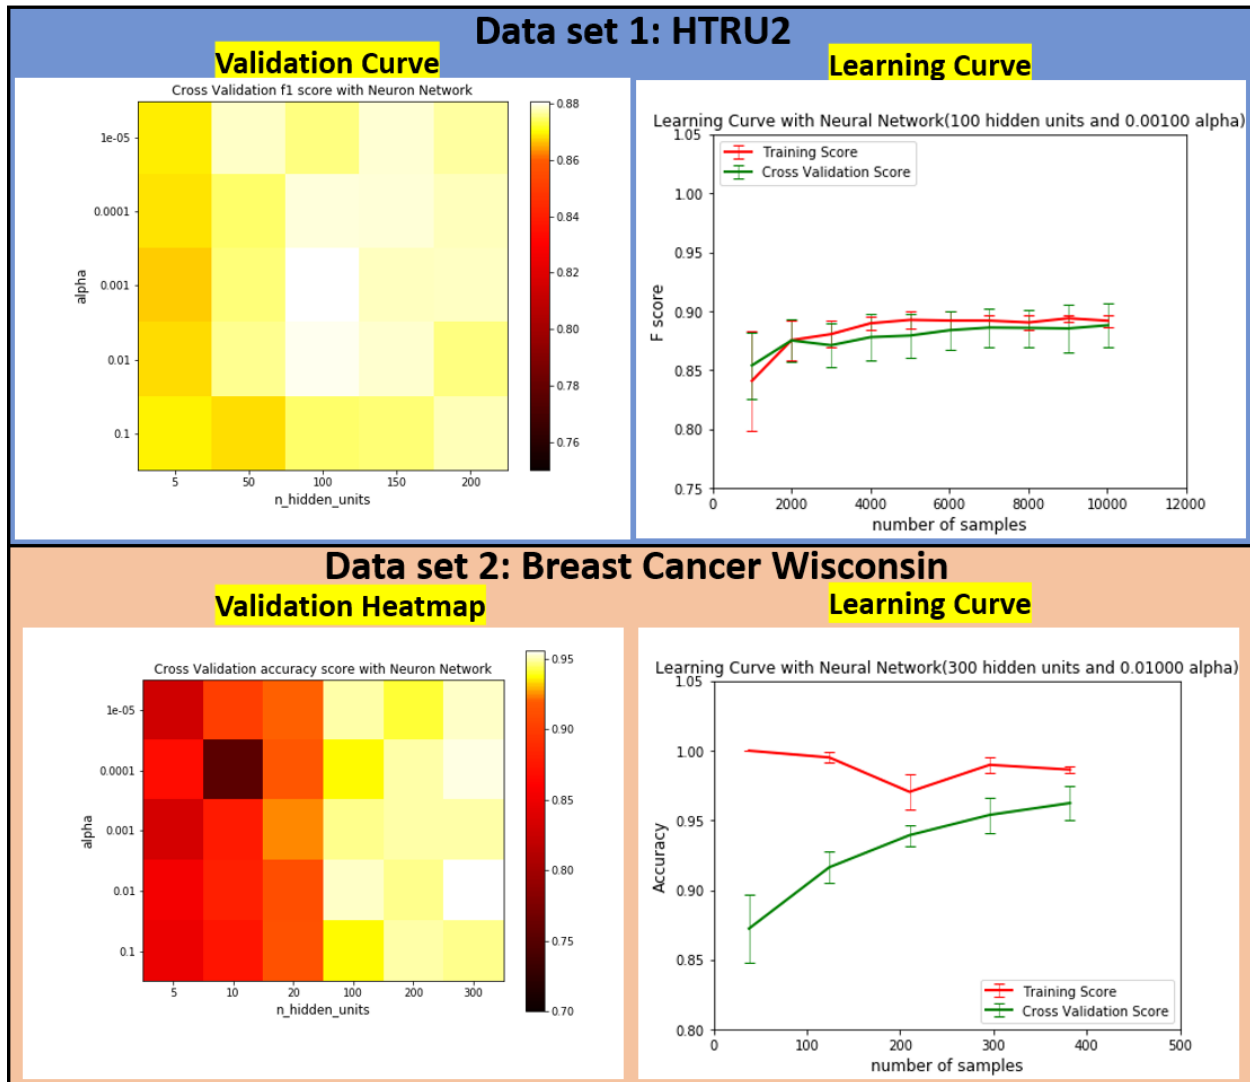 Data set 1: HTRU2
Validation Curve
Cross Validation f1 score with Neuron Network
1e-05
0.0001
0.001
0.01
0.1
alpha
5 50 100 150 200
n_hidden_units
0.88
0.86
0.84
0.82
0.80
0.78
0.76
Learning Curve
Learning Curve with Neural Network(100 hidden units and 0.00100 alpha)
Training Score
Cross Validation Score
1.05
1.00
0.95
0.90
0.85
0.80
0.75
F score
0 2000 4000 6000 8000 10000 12000
number of samples
Data set 2: Breast Cancer Wisconsin
Validation Heatmap
Cross Validation accuracy score with Neuron Network
1e-05
0.0001
0.001
0.01
0.1
alpha
5 10 20 100 200 300
n_hidden_units
0.95
0.90
0.85
0.80
0.75
0.70
Learning Curve
Learning Curve with Neural Network(300 hidden units and 0.01000 alpha)
1.05
1.00
0.95
0.90
0.85
0.80
Accuracy
Training Score
Cross Validation Score
0 100 200 300 400 500
number of samples